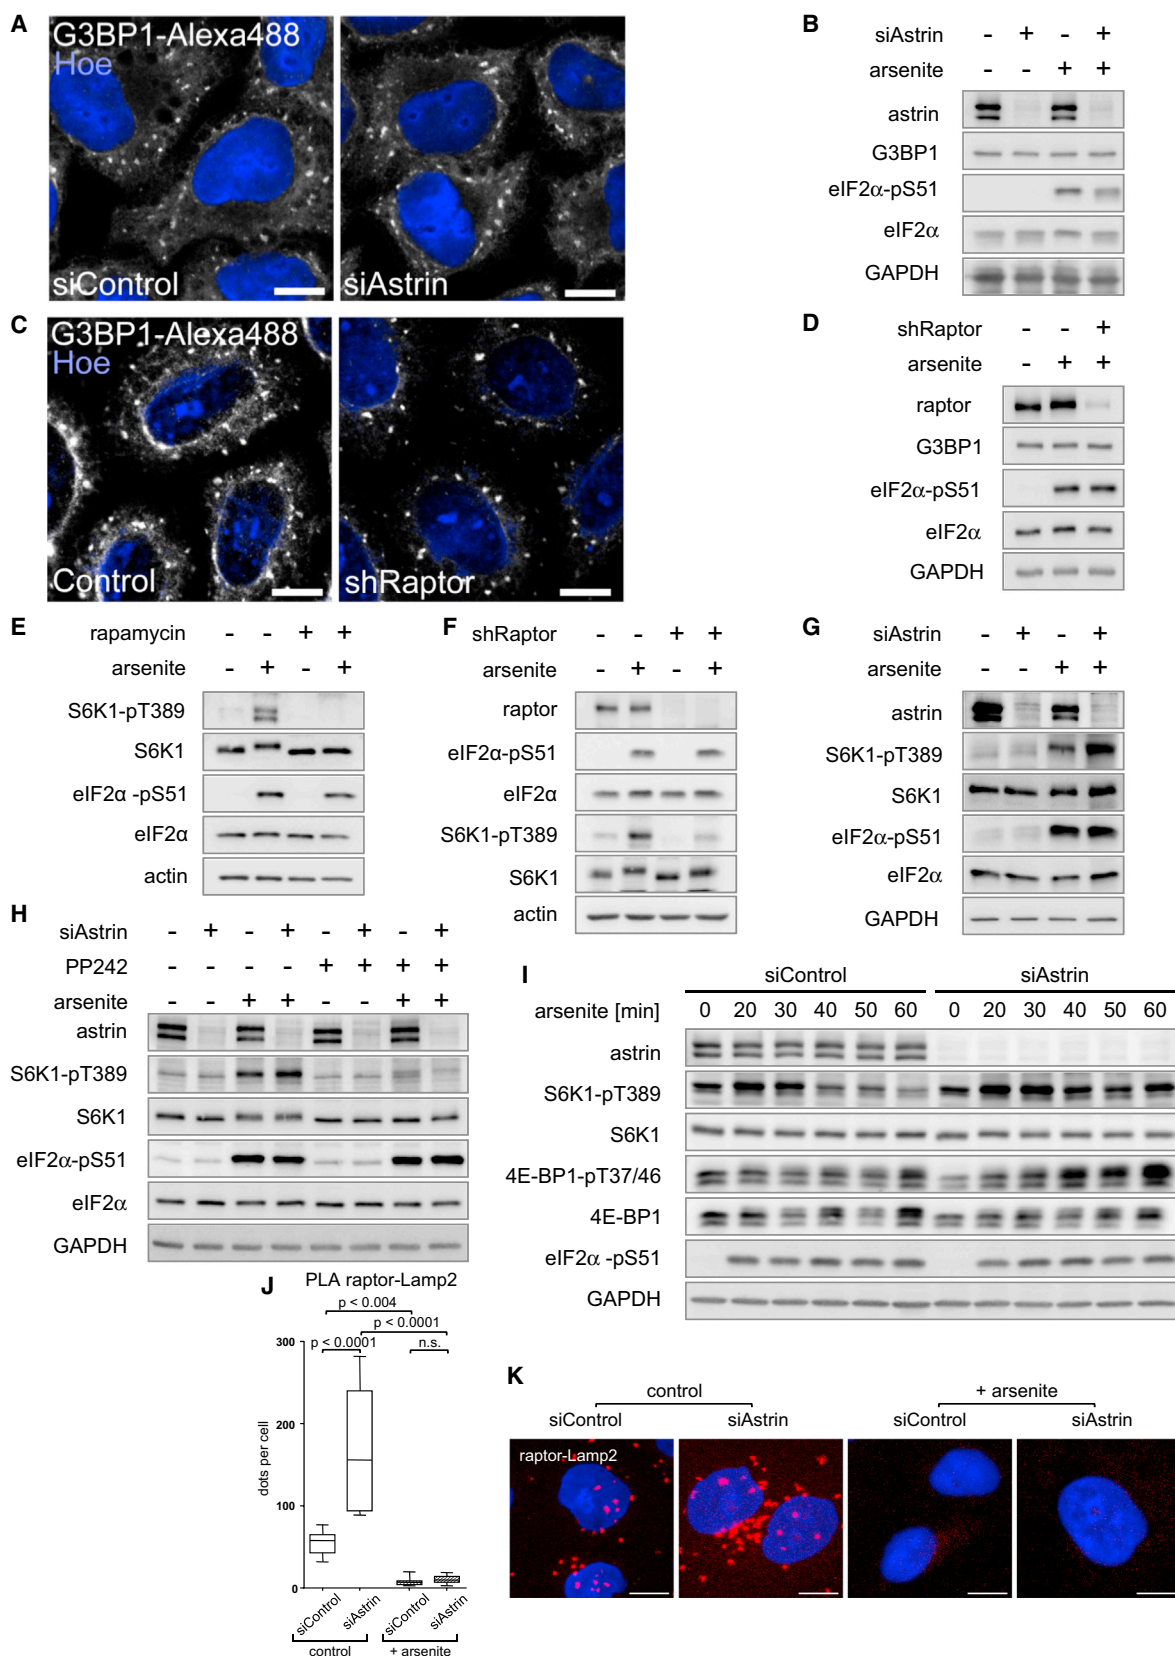 A
G3BP1-Alexa488
Hoe
siControl
siAstrin
B
siAstrin - + - +
arsenite - - + +
astrin
G3BP1
eIF2α-pS51
eIF2α
GAPDH
C
G3BP1-Alexa488
Hoe
Control
shRaptor
D
shRaptor - - +
arsenite - + +
raptor
G3BP1
eIF2α-pS51
eIF2α
GAPDH
E
rapamycin - - + +
arsenite - + - +
S6K1-pT389
S6K1
eIF2α -pS51
eIF2α
actin
F
shRaptor - - + +
arsenite - + - +
raptor
eIF2α-pS51
eIF2α
S6K1-pT389
S6K1
actin
G
siAstrin - + - +
arsenite - - + +
astrin
S6K1-pT389
S6K1
eIF2α-pS51
eIF2α
GAPDH
H
siAstrin - + - + - + - +
PP242 - - - - + + + +
arsenite - - + + - - + +
astrin
S6K1-pT389
S6K1
eIF2α-pS51
eIF2α
GAPDH
I
siControl siAstrin
arsenite [min] 0 20 30 40 50 60 0 20 30 40 50 60
astrin
S6K1-pT389
S6K1
4E-BP1-pT37/46
4E-BP1
eIF2α -pS51
GAPDH
J
PLA raptor-Lamp2
p < 0.004
p < 0.0001
p < 0.0001
n.s.
300
200
100
0
dots per cell
siControl
siAstrin
siControl
siAstrin
control
+ arsenite
K
control + arsenite
siControl siAstrin siControl siAstrin
raptor-Lamp2